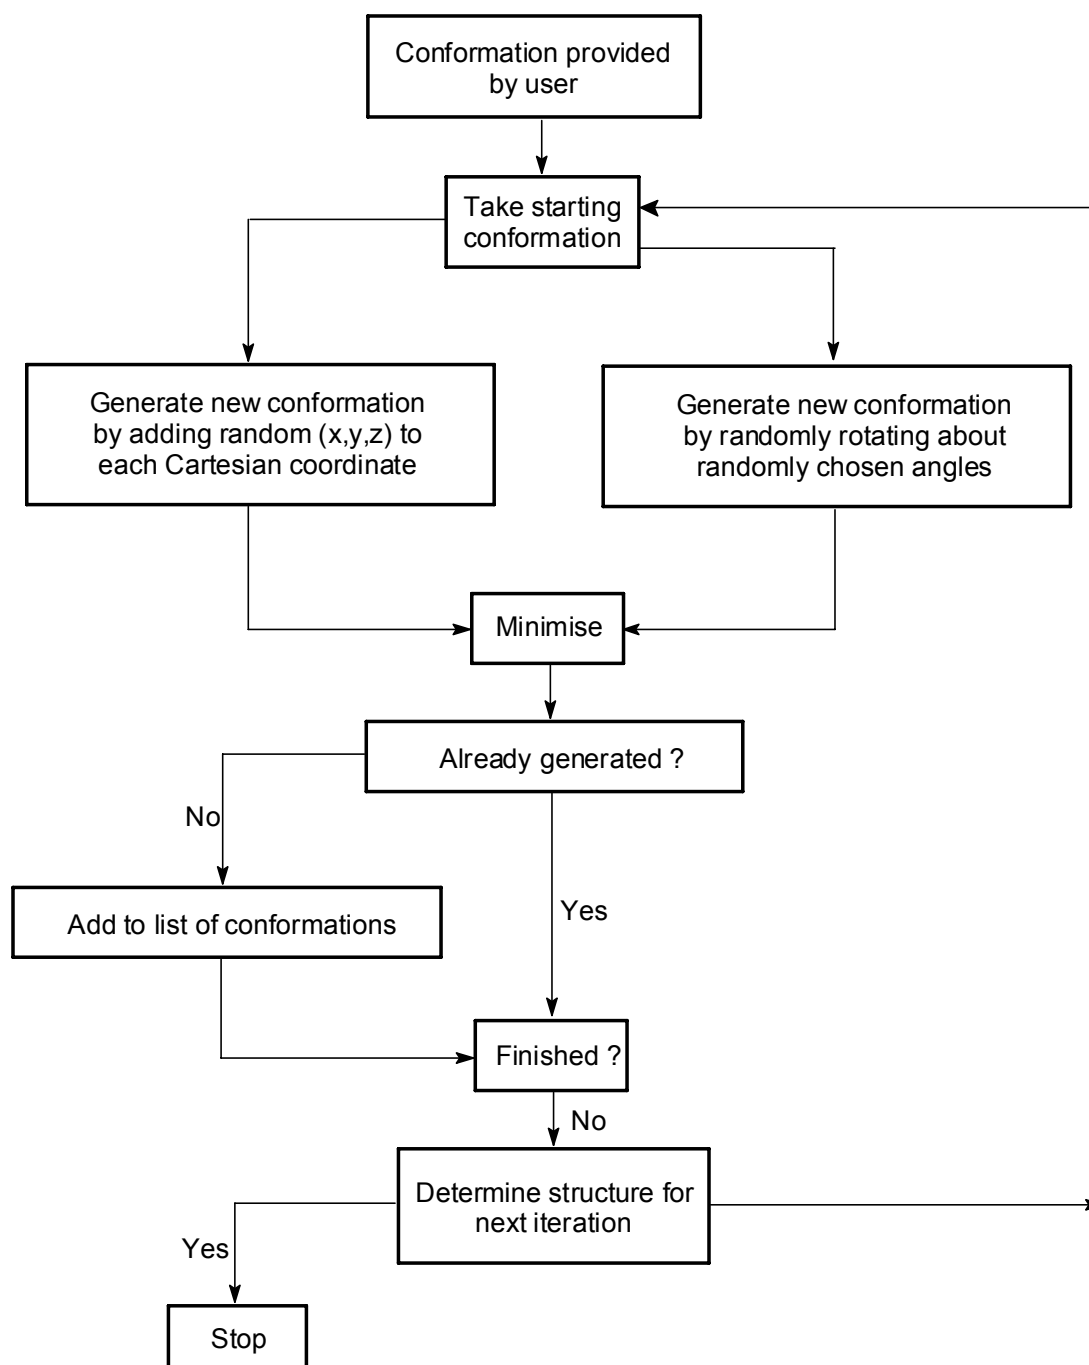 Conformation provided
by user
Take starting
conformation
Generate new conformation
by adding random (x,y,z) to
each Cartesian coordinate
Generate new conformation
by randomly rotating about
randomly chosen angles
Minimise
Already generated ?
No
Add to list of conformations
Yes
Finished ?
No
Determine structure for
next iteration
Yes
Stop